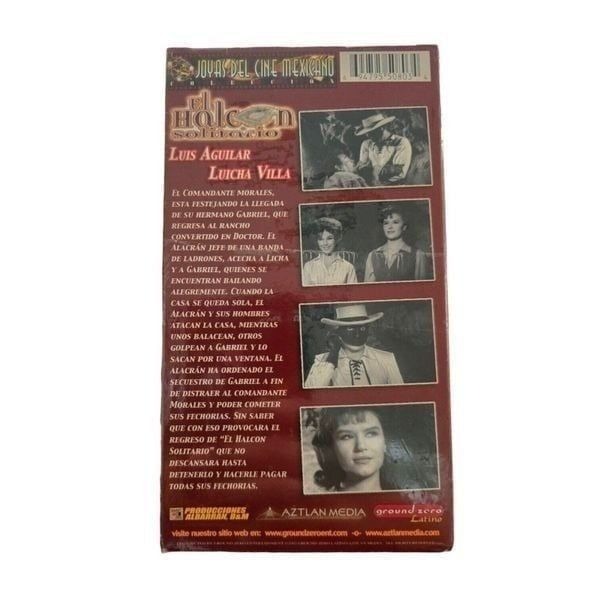 JOYAS DEL CINE MEXICANO
COLECCIÓN
El
Halcon
Solitario
LUIS AGUILAR
LUICHA VILLA
EL COMANDANTE MORALES,
ESTA FESTEJANDO LA LLEGADA
DE SU HERMANO GABRIEL, QUE
REGRESA AL RANCHO
CONVERTIDO EN DOCTOR. EL
ALACRÁN JEFE DE UNA BANDA
DE LADRONES, ACECHA A LICHA
Y A GABRIEL, QUIENES SE
ENCUENTRAN BAILANDO
ALEGREMENTE. CUANDO LA
CASA SE QUEDA SOLA, EL
ALACRÁN Y SUS HOMBRES
ATACAN LA CASA, MIENTRAS
UNOS BALACEAN, OTROS
GOLPEAN A GABRIEL Y LO
SACAN POR UNA VENTANA. EL
ALACRÁN HA ORDENADO EL
SECUESTRO DE GABRIEL A FIN
DE DISTRAER AL COMANDANTE
MORALES Y PODER COMETER
SUS FECHORIAS. SIN SABER
QUE CON ESO PROVOCARA EL
REGRESO DE "EL HALCON
SOLITARIO" QUE NO
DESCANSARA HASTA
DETENERLO Y HACERLE PAGAR
TODAS SUS FECHORIAS.
PRODUCCIONES
ALBARRAN, D&M
AZTLAN MEDIA
ground zero
Latino
visite nuestro sitio web en: www.groundzeroent.com -o- www.aztlanmedia.com